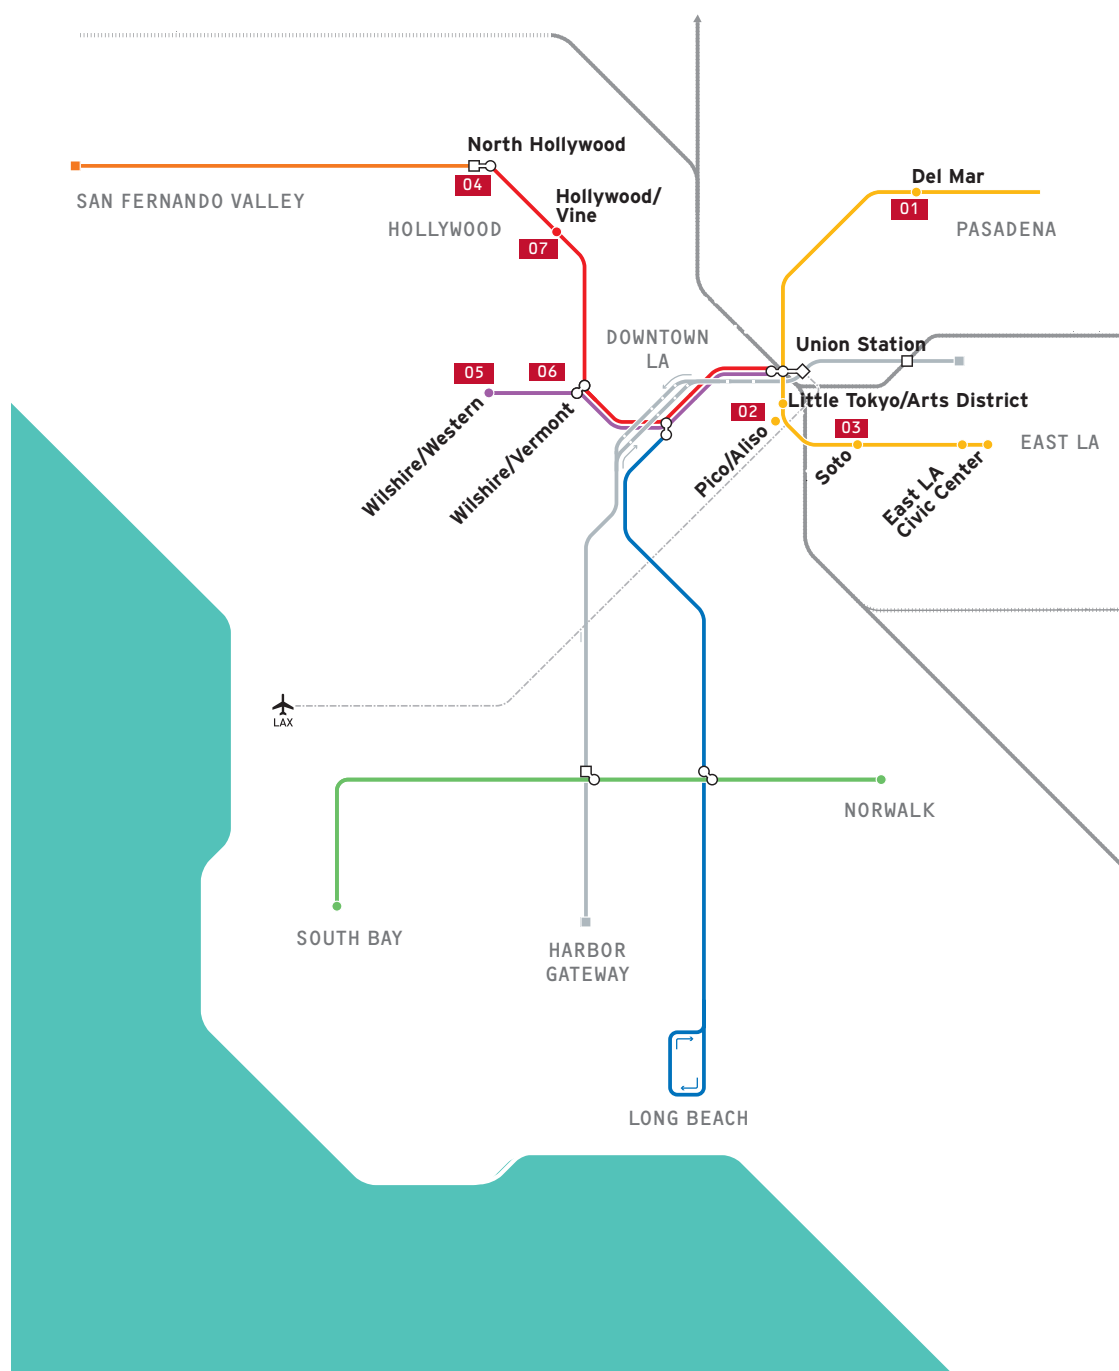 North Hollywood
04
SAN FERNANDO VALLEY
Hollywood/
Vine
HOLLYWOOD
07
Del Mar
01
PASADENA
DOWNTOWN
LA
Union Station
05
06
Wilshire/Western
Wilshire/Vermont
Little Tokyo/Arts District
02
Pico/Aliso
03
Soto
East LA
Civic Center
EAST LA
LAX
NORWALK
SOUTH BAY
HARBOR
GATEWAY
LONG BEACH